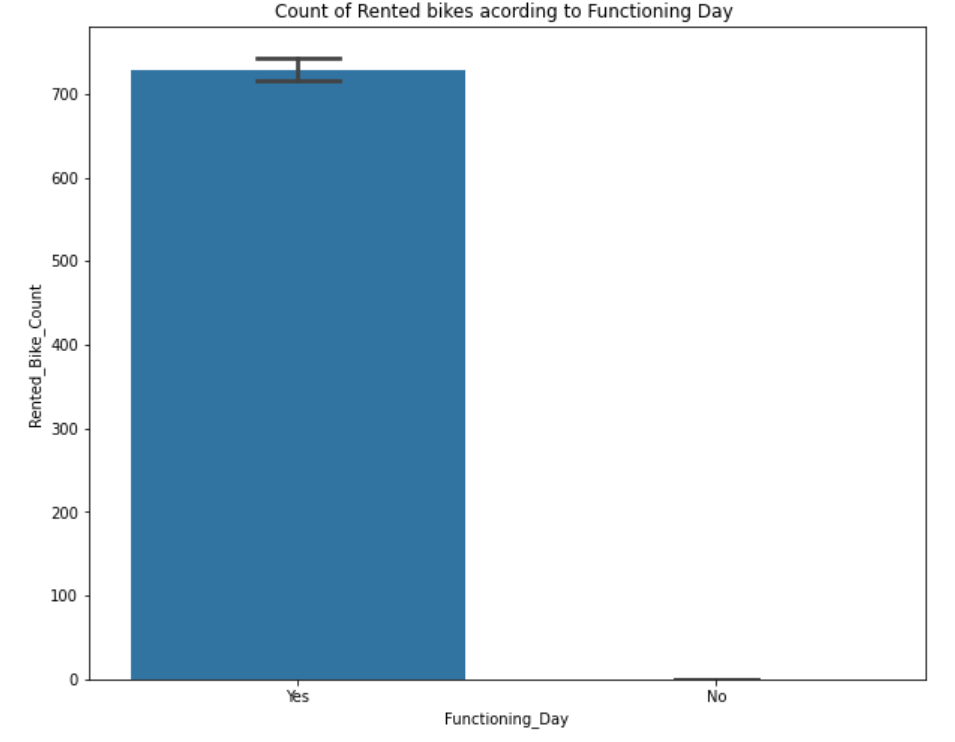 Count of Rented bikes acording to Functioning Day
700
600
500
400
300
200
100
0
Rented_Bike_Count
Yes
No
Functioning_Day